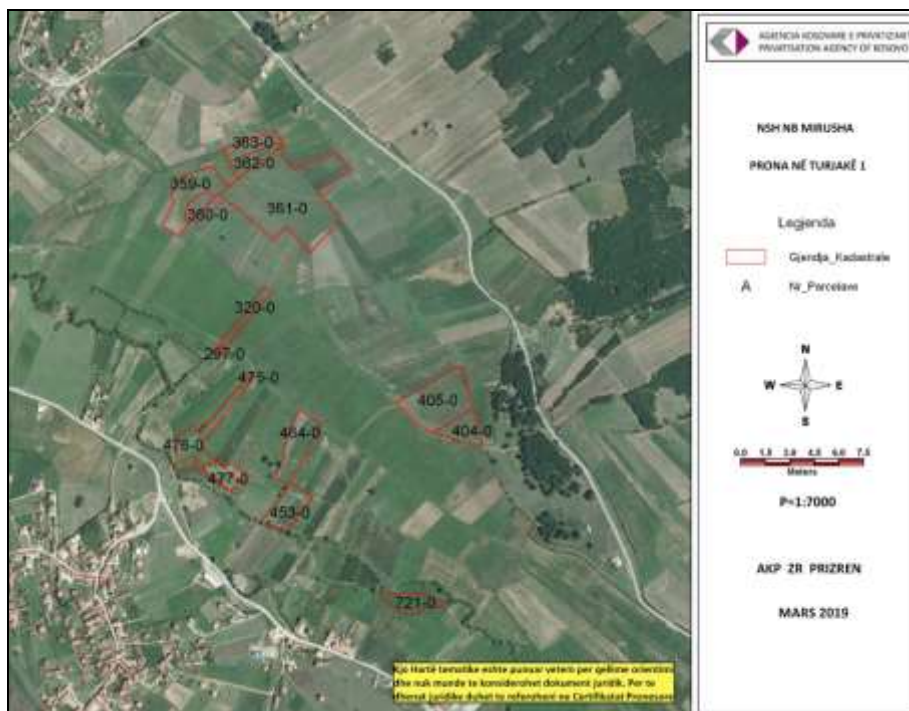 363-0
362-0
359-0
360-0
361-0
320-0
297-0
475-0
405-0
404-0
476-0
464-0
477-0
453-0
721-0
Kjo Hartë tematike eshte punuar vetem per qellime orientimi
dhe nuk munde te konsiderohet dokument juridik. Per te
dhenat juridike duhet te referoheni ne Certifikatat Pronesore
AGJENCIA KOSOVARE E PRIVATIZIMIT
PRIVATISATION AGENCY OF KOSOVO
NSH NB MIRUSHA
PRONA NË TURJAKË 1
Legjenda
Gjendja_Kadastrale
A Nr_Parcelave
N
W E
S
0.0 1.5 3.0 4.5 6.0 7.5
Meters
P=1:7000
AKP ZR PRIZREN
MARS 2019